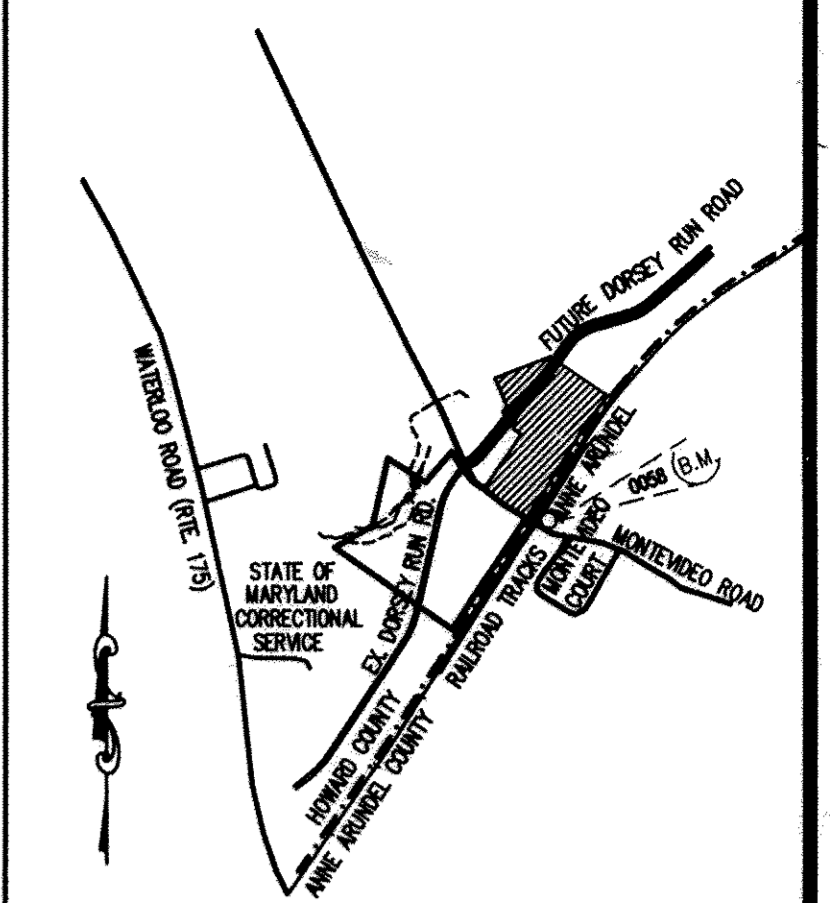 FUTURE DORSEY RUN ROAD
WATERLOO ROAD (RTE. 175)
ANNE ARUNDEL
0058
B.M.
MONTEVIDEO
COURT
MONTEVIDEO ROAD
STATE OF
MARYLAND
CORRECTIONAL
SERVICE
EX. DORSEY RUN RD.
RAILROAD TRACKS
HOWARD COUNTY
ANNE ARUNDEL COUNTY